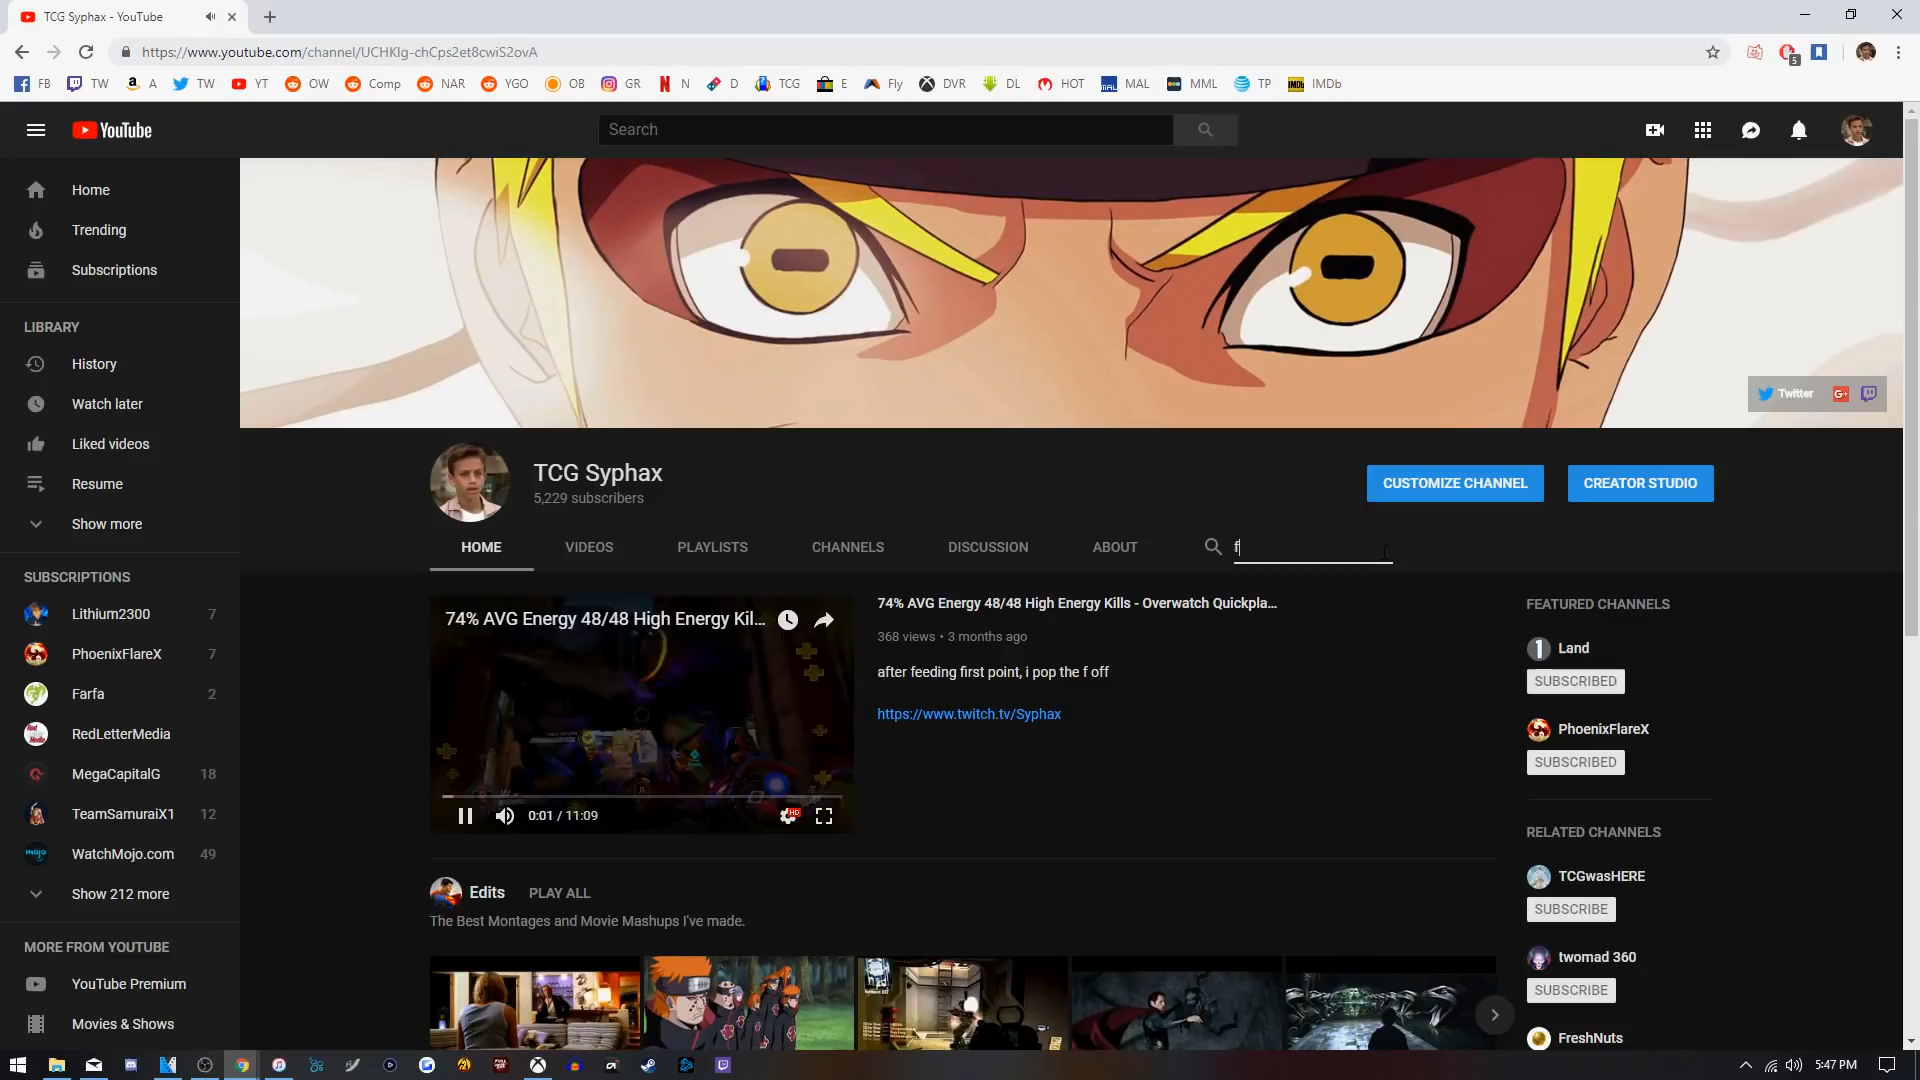 TCG Syphax - YouTube
https://www.youtube.com/channel/UCHKlg-chCps2et8cwiS2ovA
5
FB TW A TW YT OW Comp NAR YGO OB GR N D TCG E Fly DVR DL HOT MAL MML TP IMDb
YouTube
Search
Home
Trending
Subscriptions
LIBRARY
History
Watch later
Liked videos
Resume
Show more
SUBSCRIPTIONS
Lithium2300 7
PhoenixFlareX 7
Farfa 2
RedLetterMedia
MegaCapitalG 18
TeamSamuraiX1 12
WatchMojo.com 49
Show 212 more
MORE FROM YOUTUBE
YouTube Premium
Movies & Shows
Twitter G+
TCG Syphax
5,229 subscribers
CUSTOMIZE CHANNEL
CREATOR STUDIO
HOME VIDEOS PLAYLISTS CHANNELS DISCUSSION ABOUT f
74% AVG Energy 48/48 High Energy Kil...
0:01 / 11:09
HD
74% AVG Energy 48/48 High Energy Kills - Overwatch Quickpla...
368 views • 3 months ago
after feeding first point, i pop the f off
https://www.twitch.tv/Syphax
Edits PLAY ALL
The Best Montages and Movie Mashups I've made.
FEATURED CHANNELS
Land
SUBSCRIBED
PhoenixFlareX
SUBSCRIBED
RELATED CHANNELS
TCGwasHERE
SUBSCRIBE
twomad 360
SUBSCRIBE
FreshNuts
5:47 PM